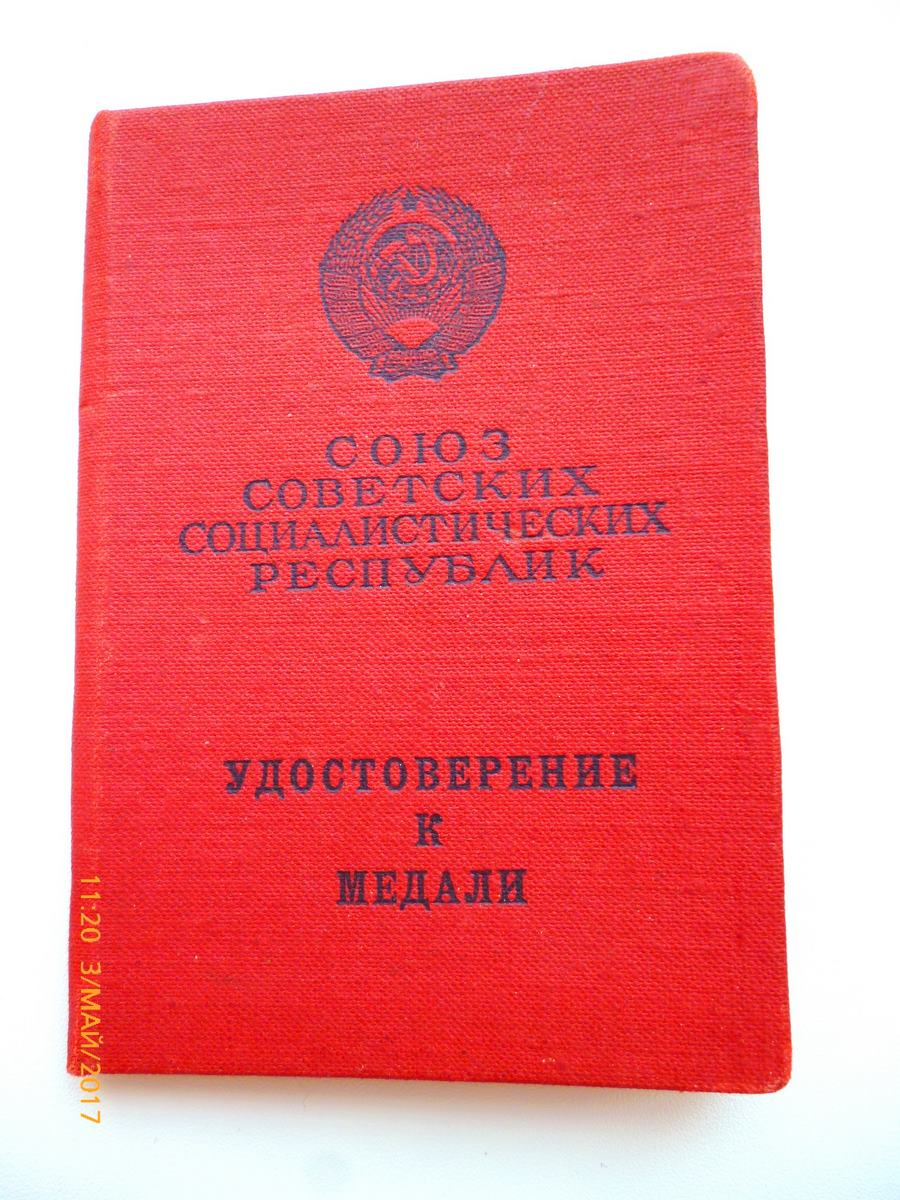 СОЮЗ
СОВЕТСКИХ
СОЦИАЛИСТИЧЕСКИХ
РЕСПУБЛИК
УДОСТОВЕРЕНИЕ
К
МЕДАЛИ
11:20 3/МАЙ/2017